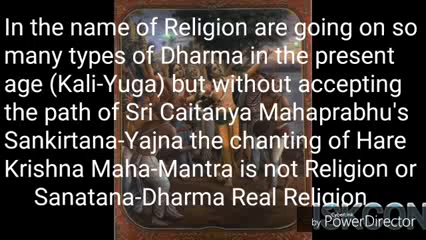 In the name of Religion are going on so
many types of Dharma in the present
age (Kali-Yuga) but without accepting
the path of Sri Caitanya Mahaprabhu's
Sankirtana-Yajna the chanting of Hare
Krishna Maha-Mantra is not Religion or
Sanatana-Dharma Real Religion
ISKCON
by CyberLink
PowerDirector